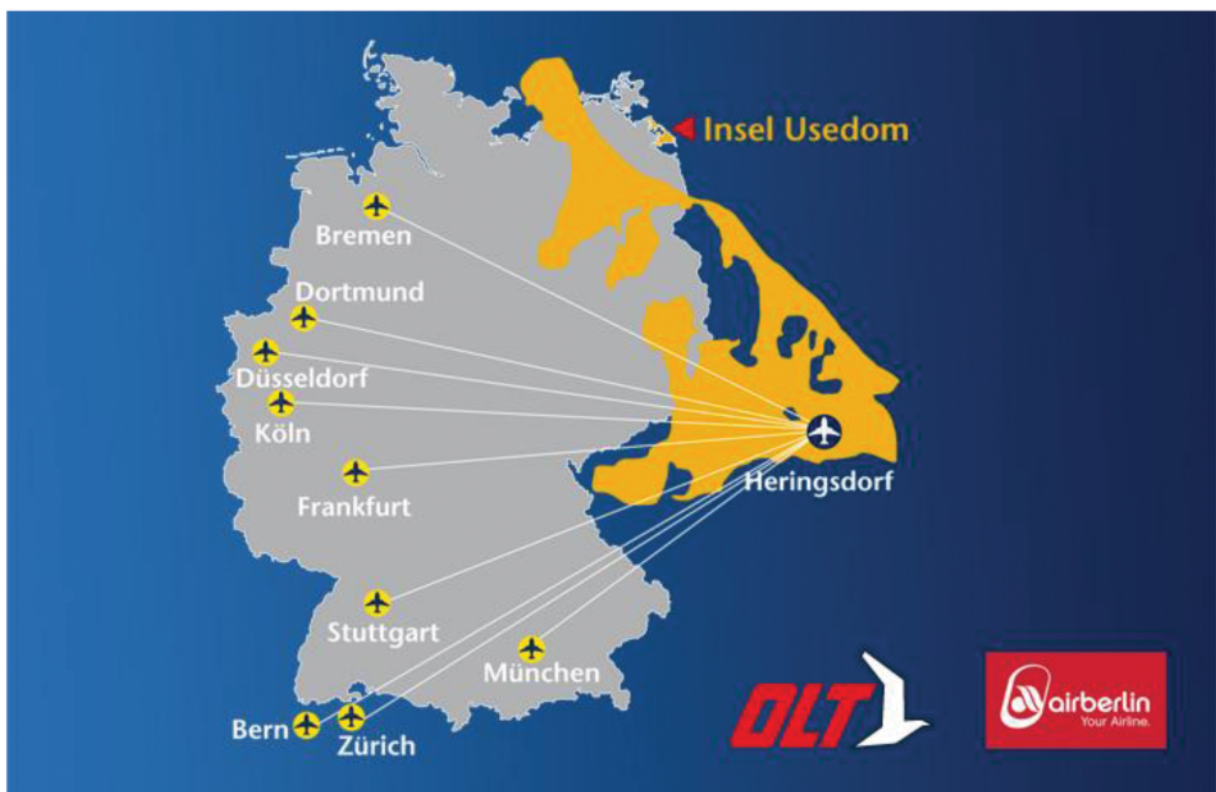 Insel Usedom
Bremen
Dortmund
Düsseldorf
Köln
Heringsdorf
Frankfurt
Stuttgart
München
Bern
Zürich
OLT
airberlin
Your Airline.